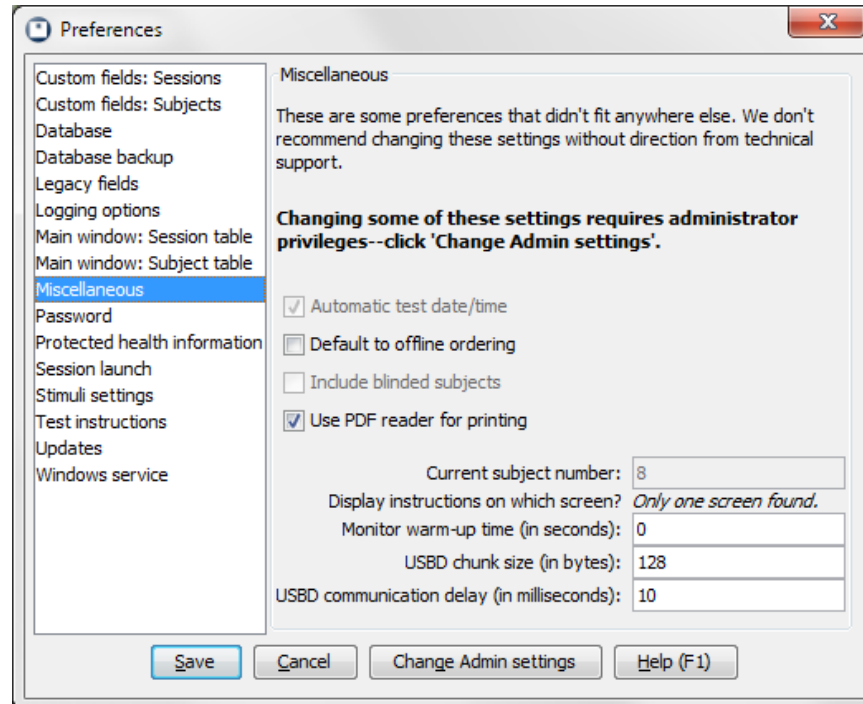 Preferences
Custom fields: Sessions
Custom fields: Subjects
Database
Database backup
Legacy fields
Logging options
Main window: Session table
Main window: Subject table
Miscellaneous
Password
Protected health information
Session launch
Stimuli settings
Test instructions
Updates
Windows service
Miscellaneous
These are some preferences that didn't fit anywhere else. We don't
recommend changing these settings without direction from technical
support.
Changing some of these settings requires administrator
privileges--click 'Change Admin settings'.
Automatic test date/time
Default to offline ordering
Include blinded subjects
Use PDF reader for printing
Current subject number: 8
Display instructions on which screen? Only one screen found.
Monitor warm-up time (in seconds): 0
USBD chunk size (in bytes): 128
USBD communication delay (in milliseconds): 10
Save Cancel Change Admin settings Help (F1)